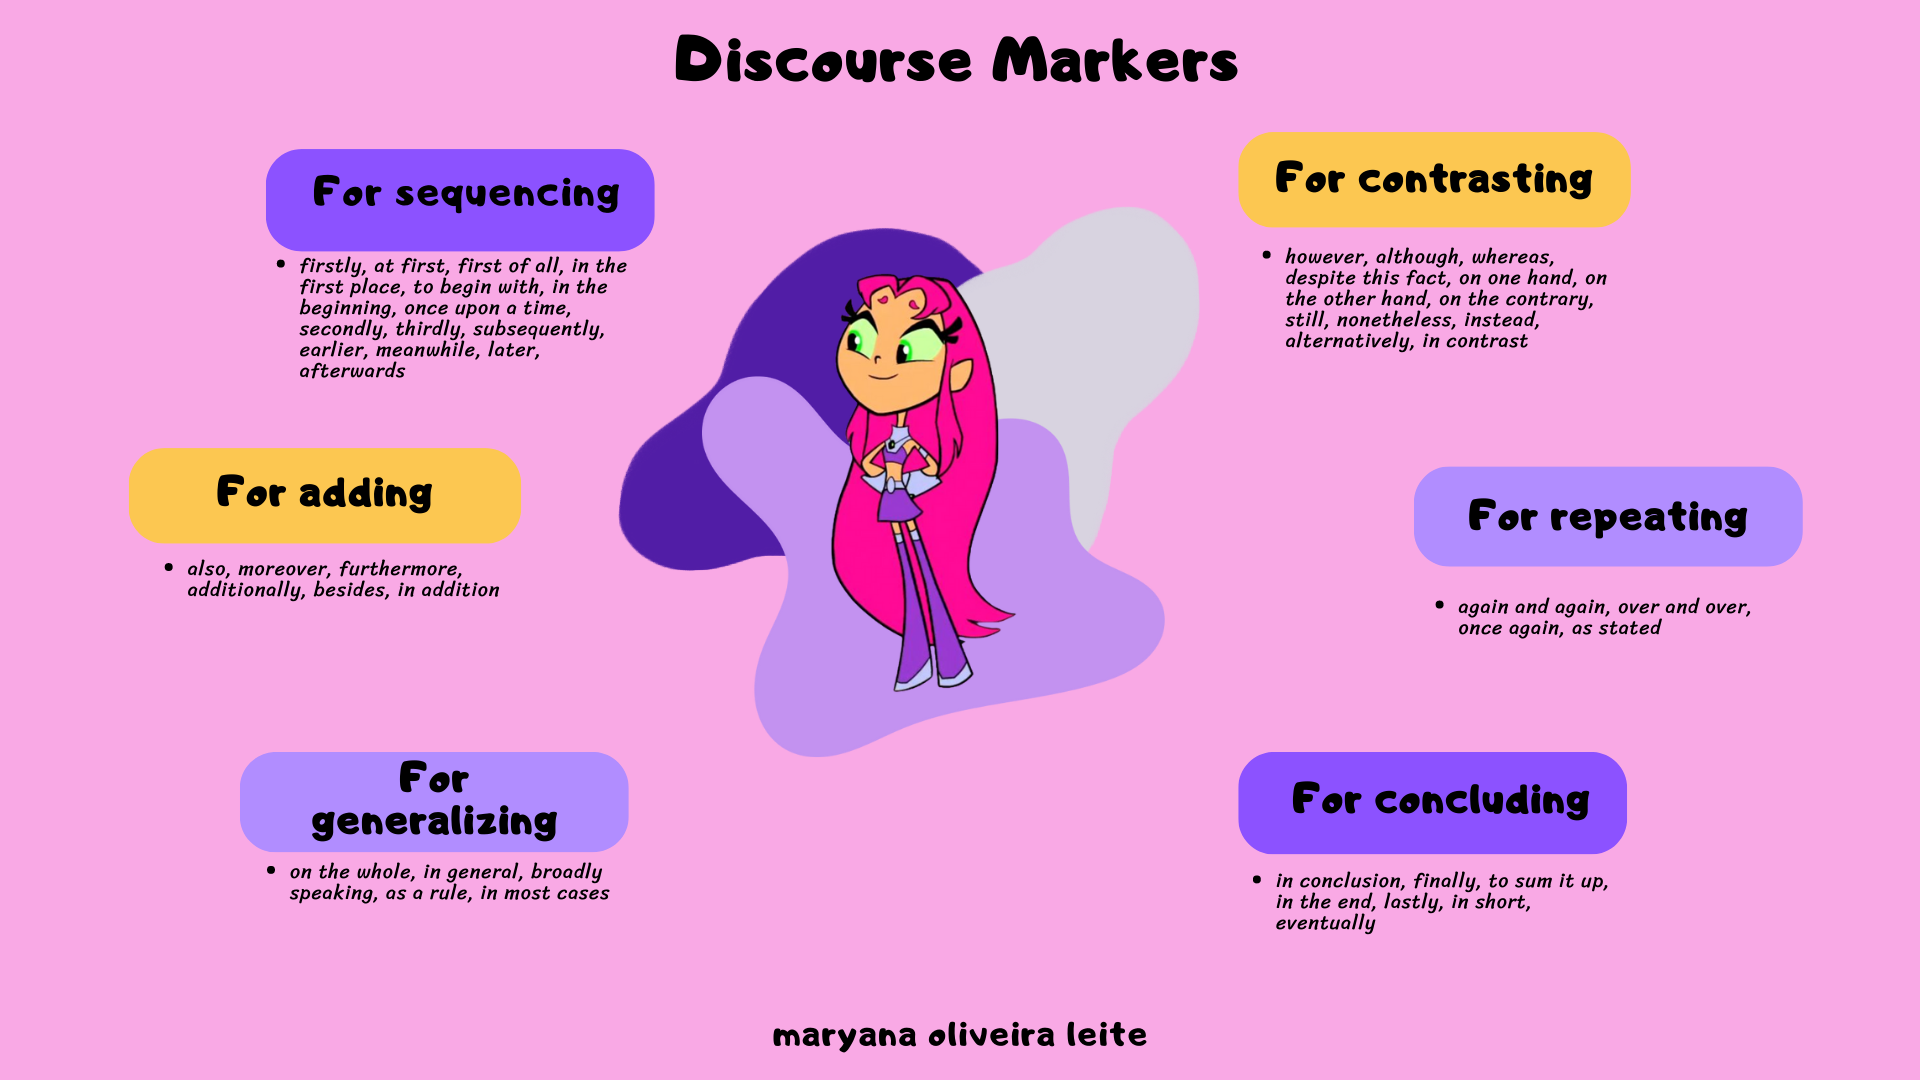 Discourse Markers
For sequencing
• firstly, at first, first of all, in the
first place, to begin with, in the
beginning, once upon a time,
secondly, thirdly, subsequently,
earlier, meanwhile, later,
afterwards
For adding
• also, moreover, furthermore,
additionally, besides, in addition
For
generalizing
• on the whole, in general, broadly
speaking, as a rule, in most cases
For contrasting
• however, although, whereas,
despite this fact, on one hand, on
the other hand, on the contrary,
still, nonetheless, instead,
alternatively, in contrast
For repeating
• again and again, over and over,
once again, as stated
For concluding
• in conclusion, finally, to sum it up,
in the end, lastly, in short,
eventually
maryana oliveira leite